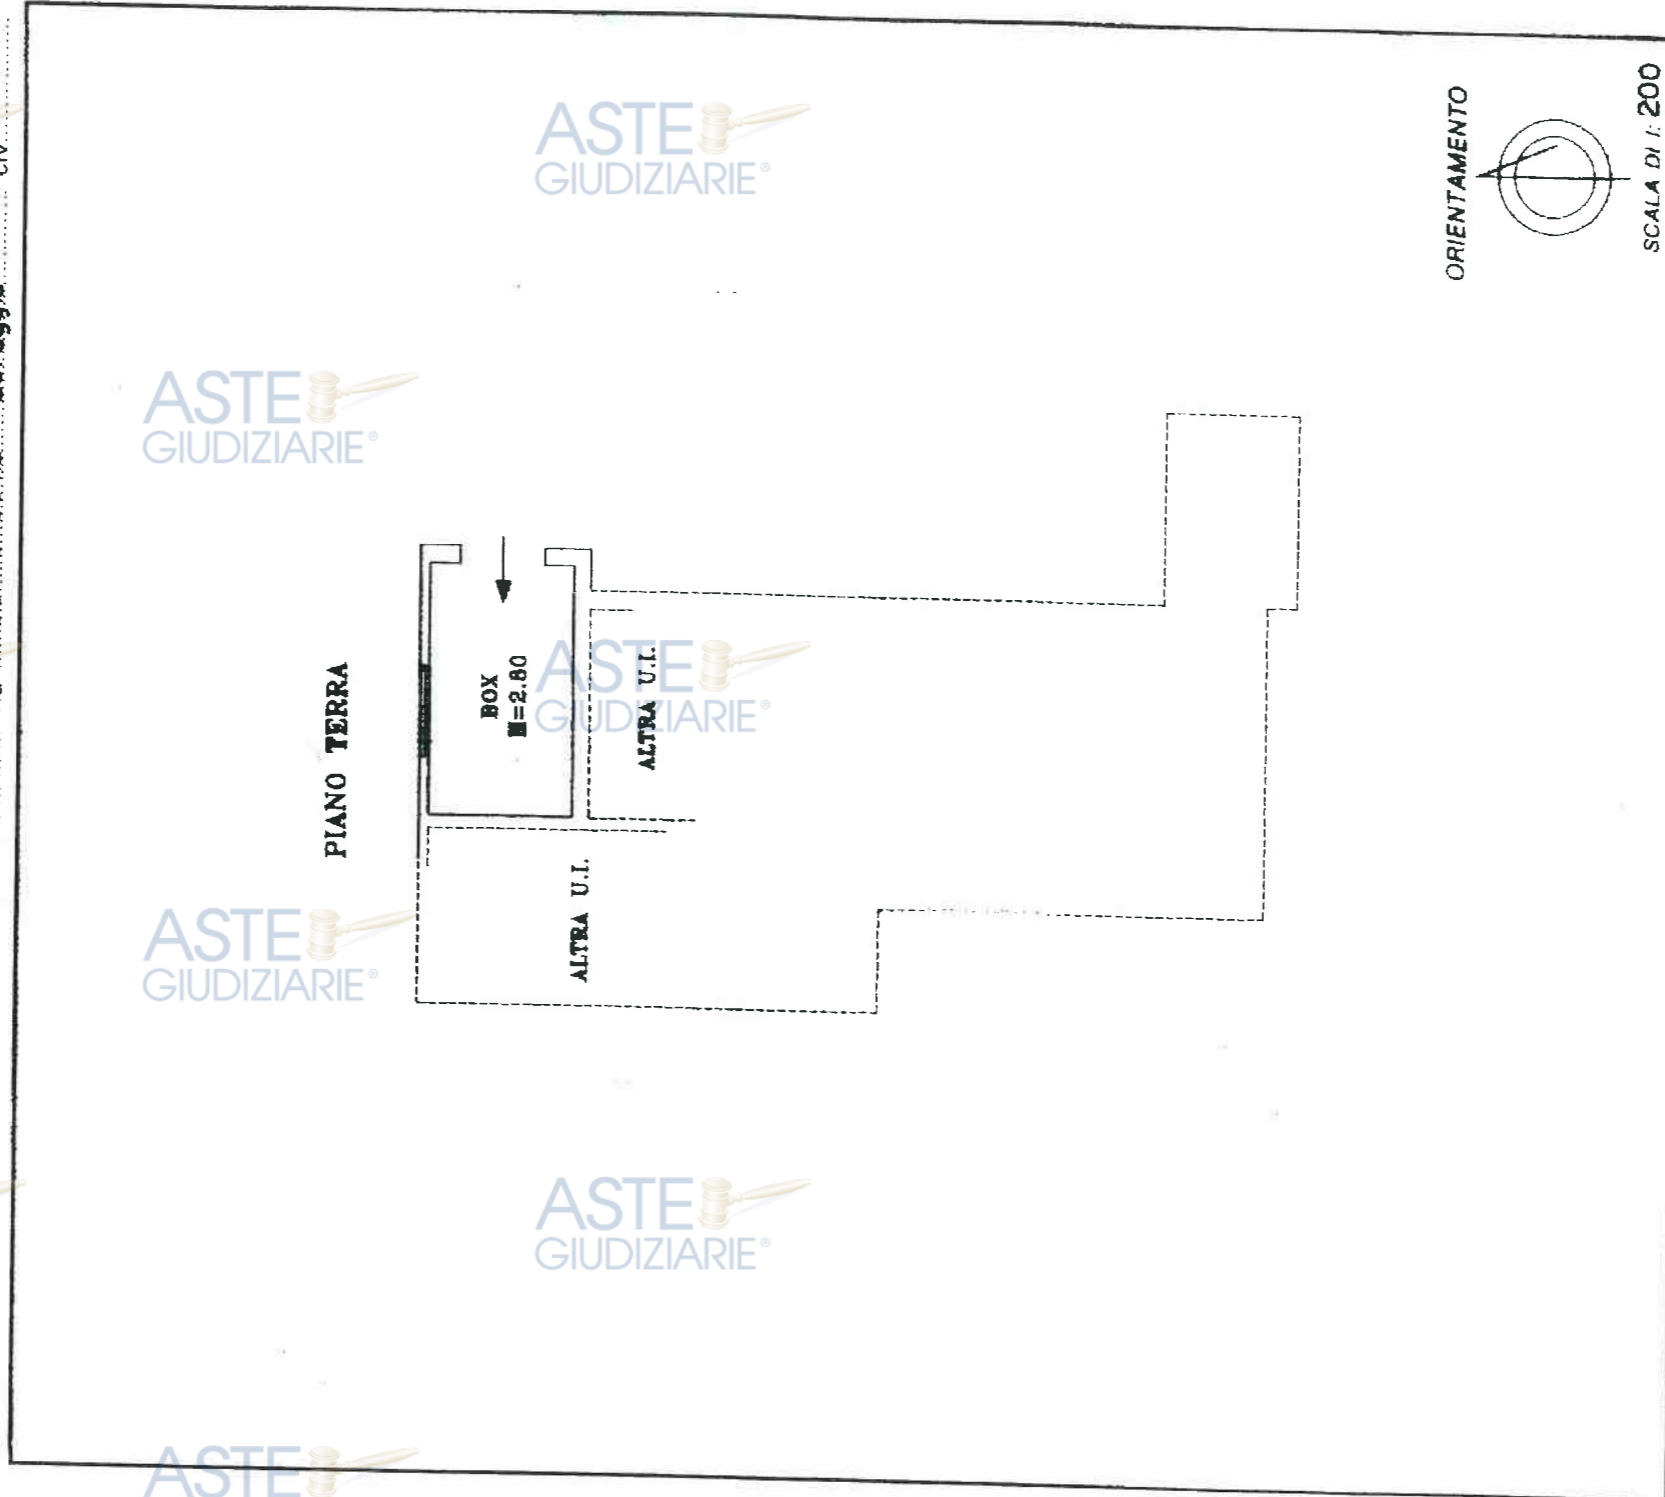 PIANO TERRA
BOX
H=2.80
ALTRA U.I.
ALTRA U.I.
ORIENTAMENTO
SCALA DI 1: 200
CIV.
ASTE
GIUDIZIARIE®
ASTE
GIUDIZIARIE®
ASTE
GIUDIZIARIE®
ASTE
GIUDIZIARIE®
ASTE
GIUDIZIARIE®
ASTE